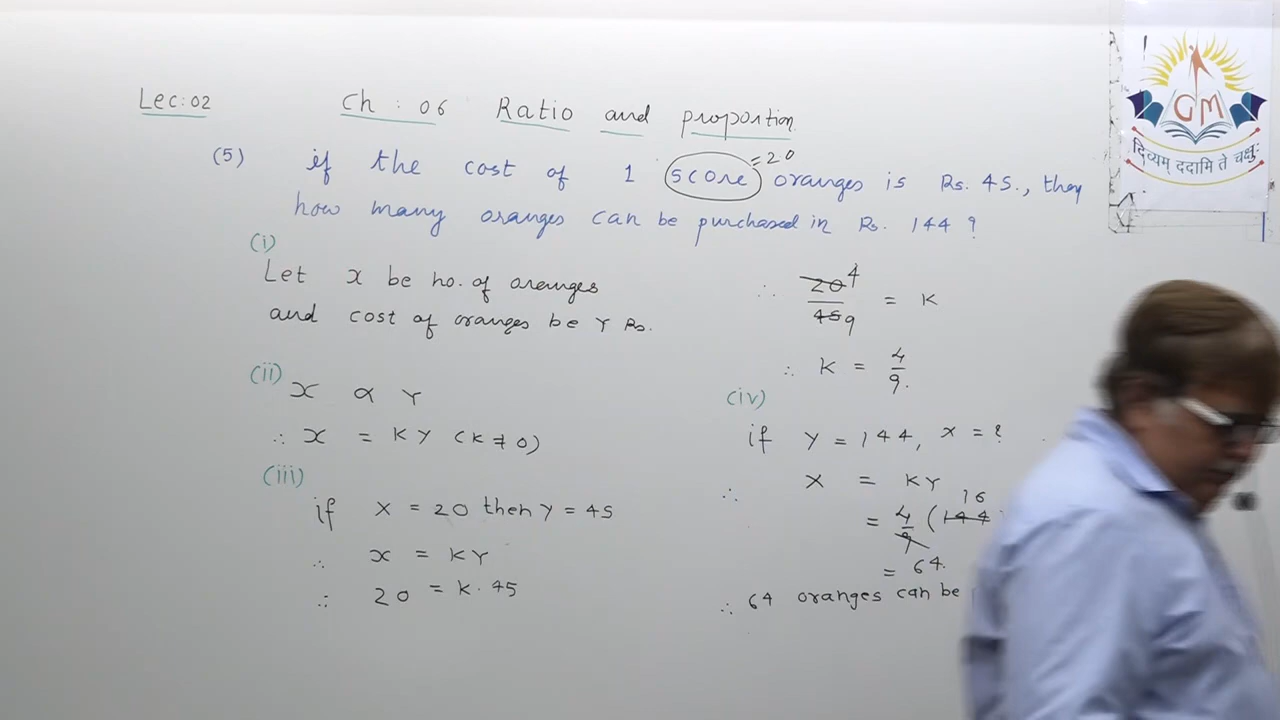 Lec:02 Ch : 06 Ratio and proportion.
(5) if the cost of 1 score =20 oranges is Rs. 45., then
how many oranges can be purchased in Rs. 144 ?
(i)
Let x be no. of oranges
and cost of oranges be Y Rs.
(ii)
x ∝ Y
∴ x = KY (K ≠ 0)
(iii)
if X = 20 then Y = 45
∴ x = KY
∴ 20 = K. 45
∴ 20 4 / 45 9 = K
∴ K = 4/9.
(iv)
if Y = 144, X = ?
∴ X = KY
= 4/9 (144 16
= 64.
∴ 64 oranges can be
GM
दिव्यम् ददामि ते चक्षुः